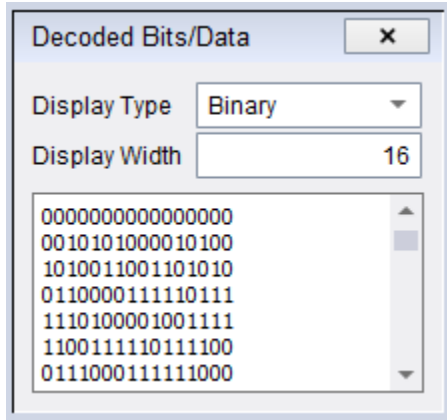 Decoded Bits/Data
Display Type Binary
Display Width 16
0000000000000000
0010101000010100
1010011001101010
0110000111110111
1110100001001111
1100111110111100
0111000111111000